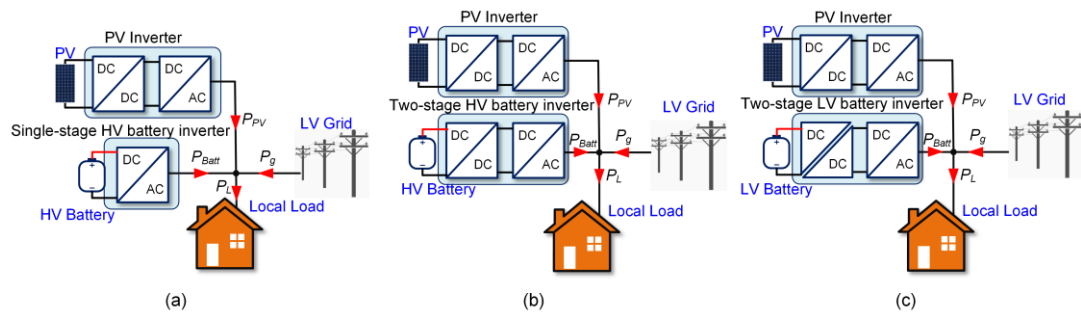 PV Inverter
PV
DC
DC
DC
AC
P_PV
Single-stage HV battery inverter
LV Grid
DC
AC
P_Batt
P_g
P_L
HV Battery
Local Load
(a)
PV Inverter
PV
DC
DC
DC
AC
P_PV
Two-stage HV battery inverter
LV Grid
DC
DC
DC
AC
P_Batt
P_g
P_L
HV Battery
Local Load
(b)
PV Inverter
PV
DC
DC
DC
AC
P_PV
Two-stage LV battery inverter
LV Grid
DC
DC
DC
AC
P_Batt
P_g
P_L
LV Battery
Local Load
(c)